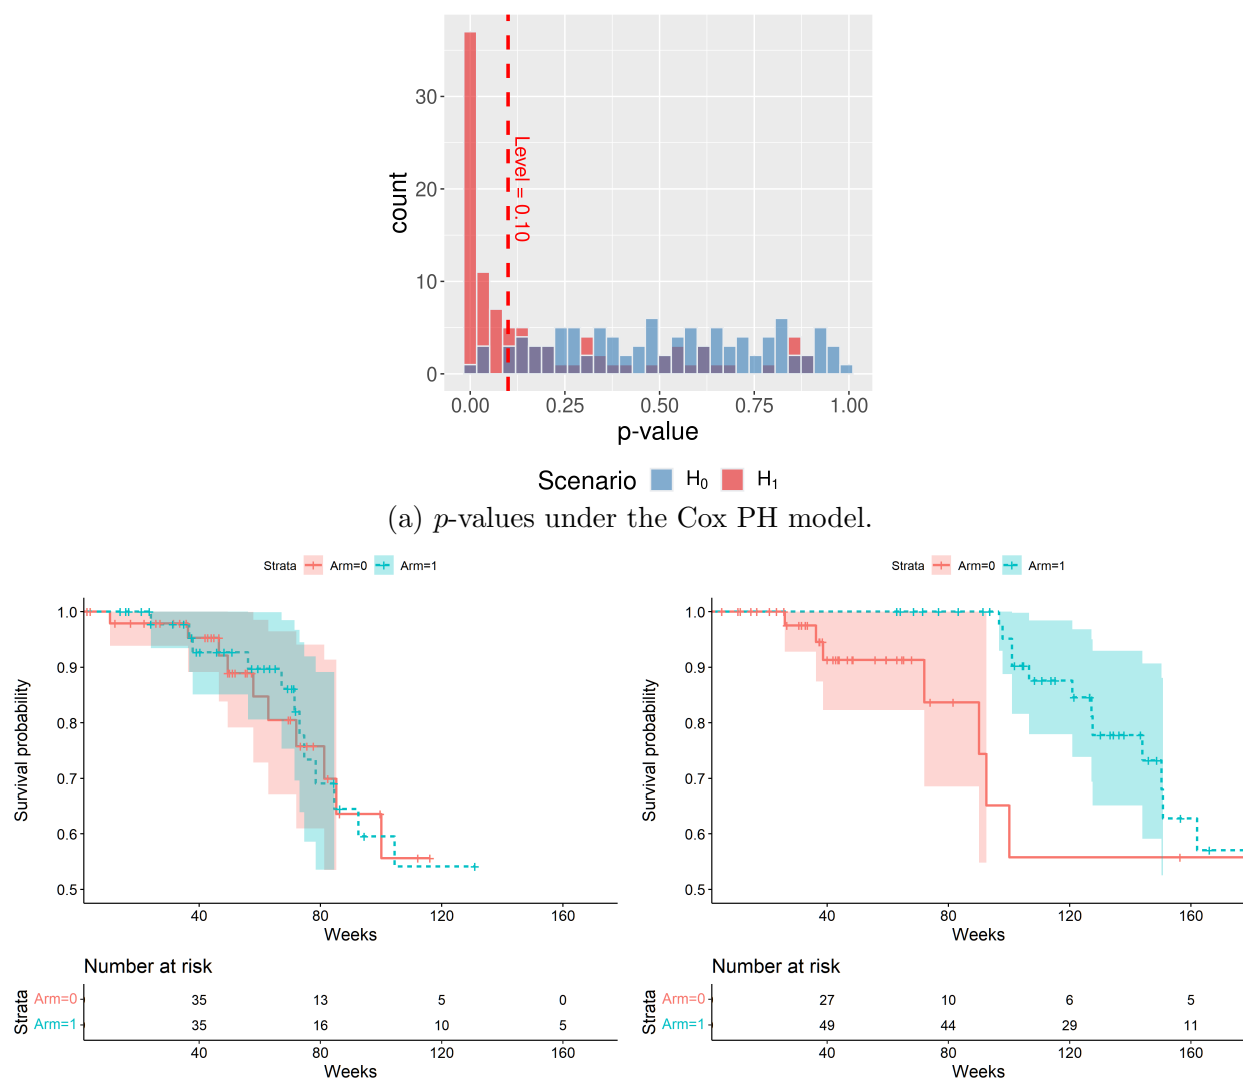 30
20
10
0
count
Level = 0.10
0.00 0.25 0.50 0.75 1.00
p-value
Scenario H₀ H₁
(a) p-values under the Cox PH model.
Strata Arm=0 Arm=1
1.0
0.9
0.8
0.7
0.6
0.5
Survival probability
40 80 120 160
Weeks
Number at risk
Strata
Arm=0 35 13 5 0
Arm=1 35 16 10 5
40 80 120 160
Weeks
Strata Arm=0 Arm=1
1.0
0.9
0.8
0.7
0.6
0.5
Survival probability
40 80 120 160
Weeks
Number at risk
Strata
Arm=0 27 10 6 5
Arm=1 49 44 29 11
40 80 120 160
Weeks